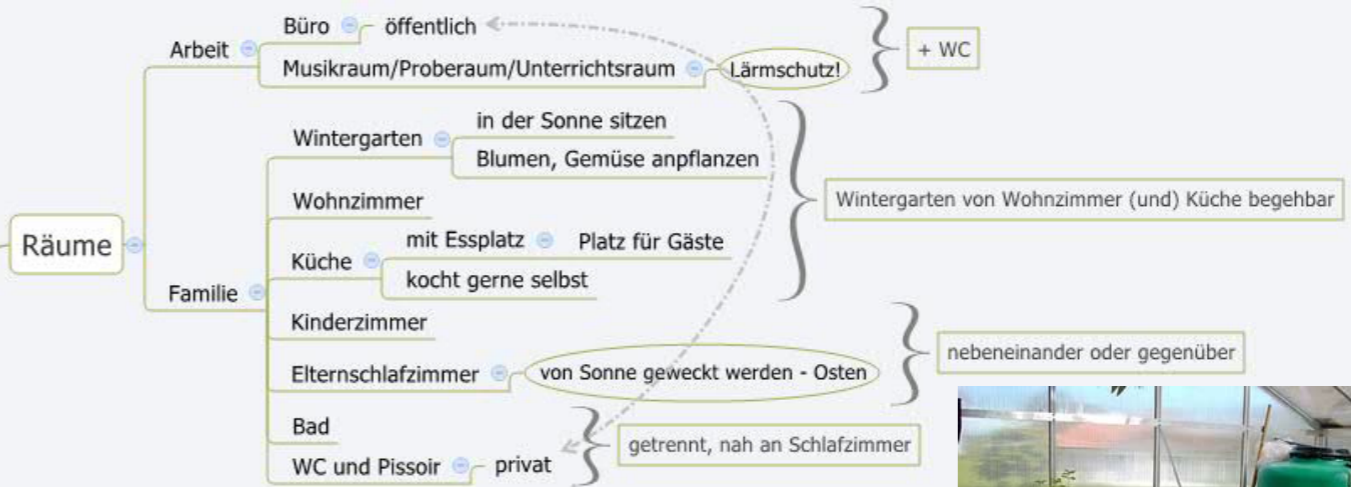 Büro
öffentlich
Arbeit
+ WC
Musikraum/Proberaum/Unterrichtsraum
Lärmschutz!
in der Sonne sitzen
Wintergarten
Blumen, Gemüse anpflanzen
Wohnzimmer
Wintergarten von Wohnzimmer (und) Küche begehbar
Räume
mit Essplatz
Platz für Gäste
Küche
kocht gerne selbst
Familie
Kinderzimmer
nebeneinander oder gegenüber
Elternschlafzimmer
von Sonne geweckt werden - Osten
Bad
getrennt, nah an Schlafzimmer
WC und Pissoir
privat